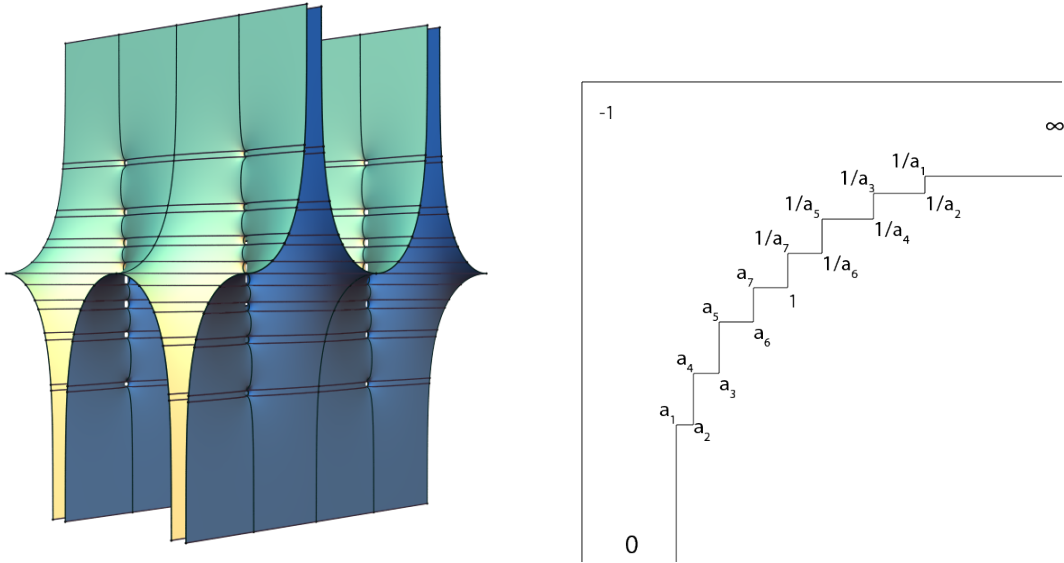 -1
∞
1/a₁
1/a₃
1/a₂
1/a₅
1/a₄
1/a₇
1/a₆
a₇
1
a₅
a₆
a₄
a₃
a₁
a₂
0